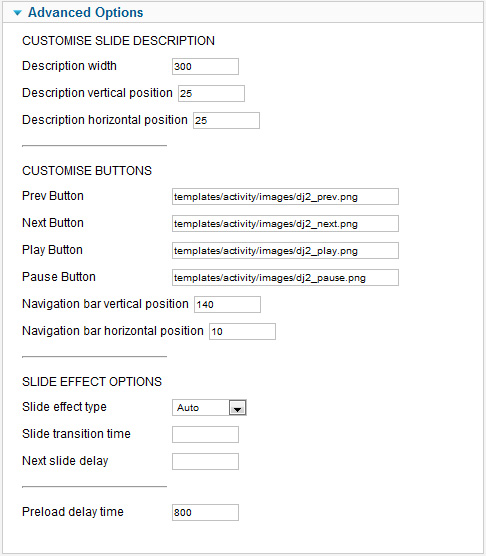 Advanced Options
CUSTOMISE SLIDE DESCRIPTION
Description width 300
Description vertical position 25
Description horizontal position 25
CUSTOMISE BUTTONS
Prev Button templates/activity/images/dj2_prev.png
Next Button templates/activity/images/dj2_next.png
Play Button templates/activity/images/dj2_play.png
Pause Button templates/activity/images/dj2_pause.png
Navigation bar vertical position 140
Navigation bar horizontal position 10
SLIDE EFFECT OPTIONS
Slide effect type Auto
Slide transition time
Next slide delay
Preload delay time 800